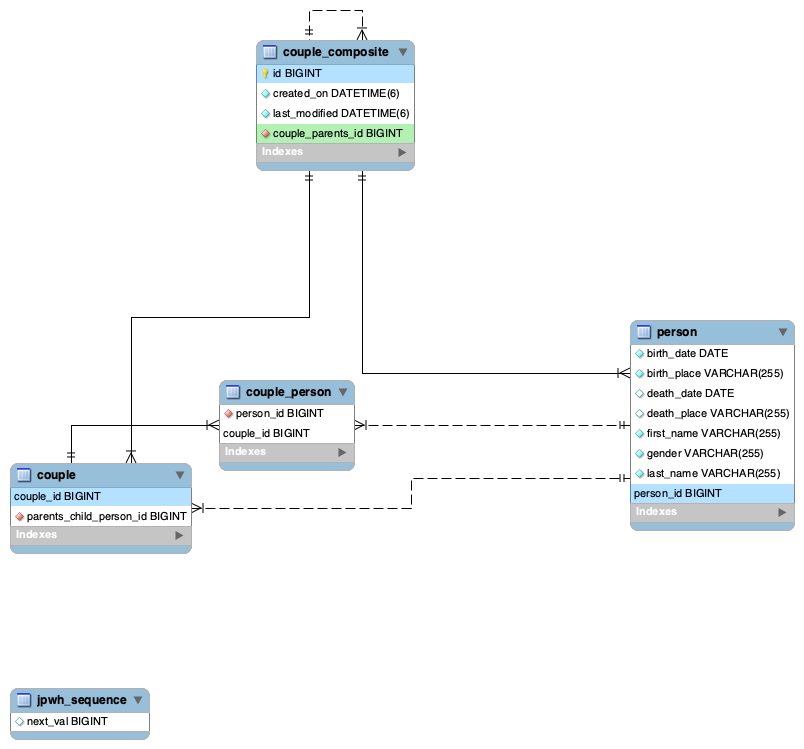 couple_composite
id BIGINT
created_on DATETIME(6)
last_modified DATETIME(6)
couple_parents_id BIGINT
Indexes
person
birth_date DATE
birth_place VARCHAR(255)
death_date DATE
death_place VARCHAR(255)
first_name VARCHAR(255)
gender VARCHAR(255)
last_name VARCHAR(255)
person_id BIGINT
Indexes
couple_person
person_id BIGINT
couple_id BIGINT
Indexes
couple
couple_id BIGINT
parents_child_person_id BIGINT
Indexes
jpwh_sequence
next_val BIGINT